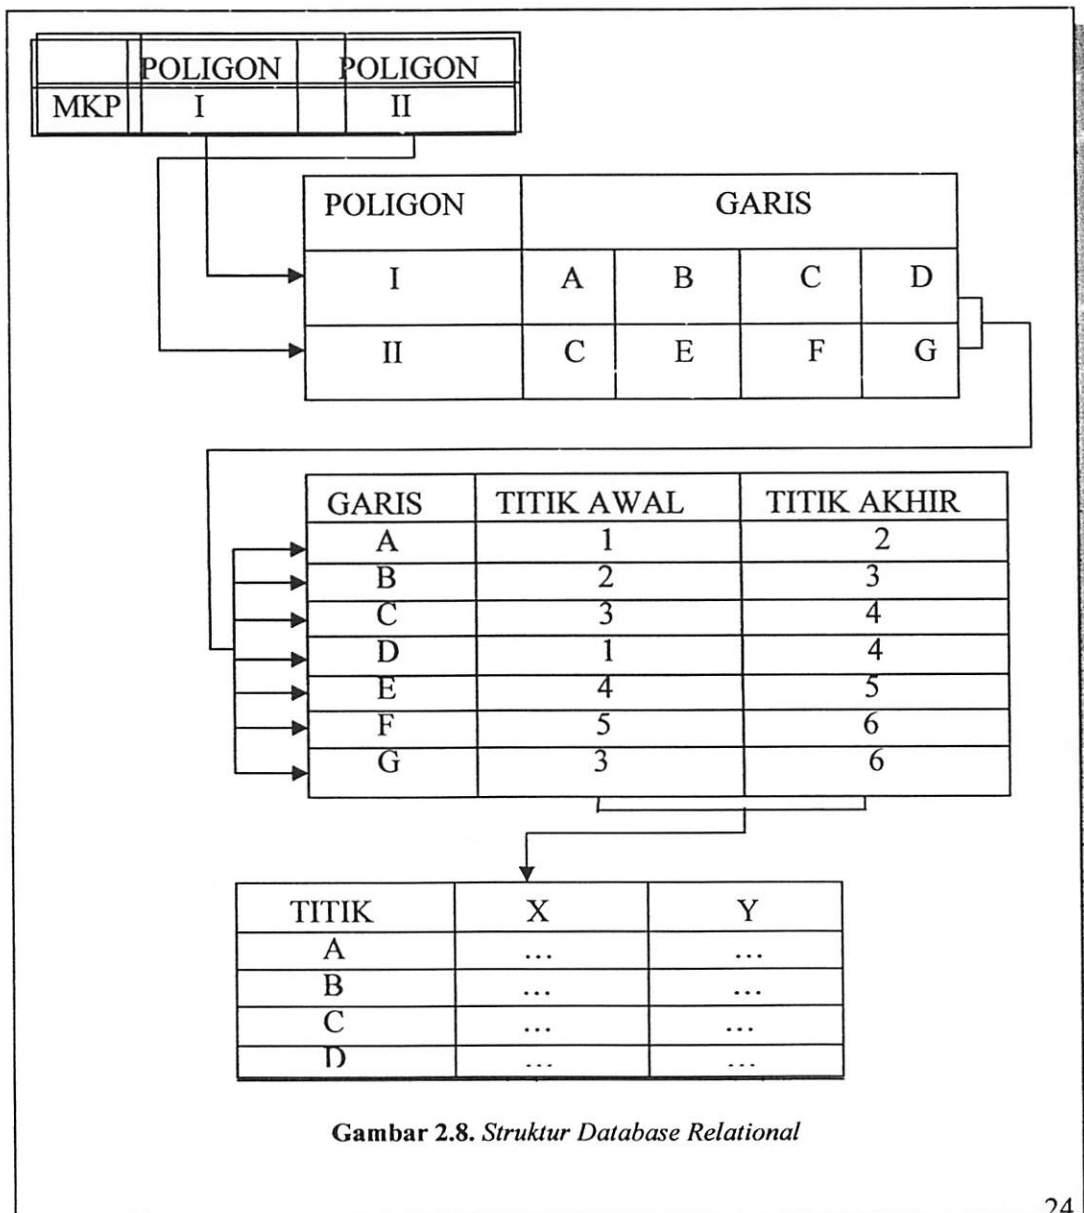 POLIGON POLIGON
MKP I II
POLIGON GARIS
I A B C D
II C E F G
GARIS TITIK AWAL TITIK AKHIR
A 1 2
B 2 3
C 3 4
D 1 4
E 4 5
F 5 6
G 3 6
TITIK X Y
A ... ...
B ... ...
C ... ...
D ... ...
Gambar 2.8. Struktur Database Relational
24